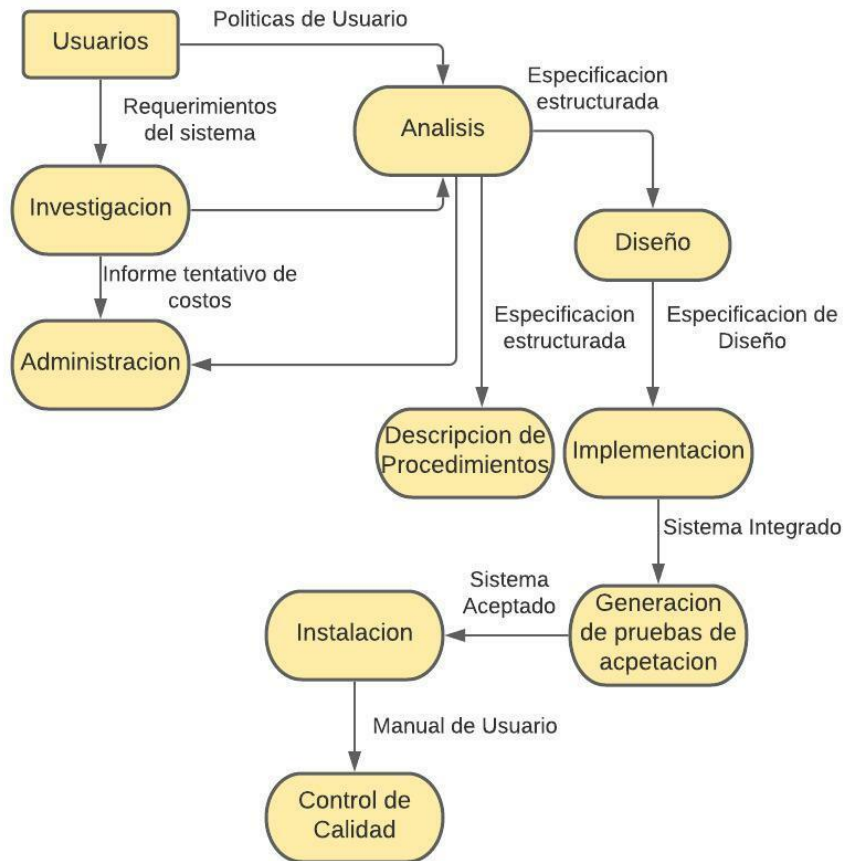 Politicas de Usuario
Usuarios
Especificacion
estructurada
Requerimientos
del sistema
Analisis
Investigacion
Diseño
Informe tentativo de
costos
Especificacion
estructurada
Especificacion de
Diseño
Administracion
Descripcion de
Procedimientos
Implementacion
Sistema Integrado
Sistema
Aceptado
Generacion
de pruebas de
acpetacion
Instalacion
Manual de Usuario
Control de
Calidad